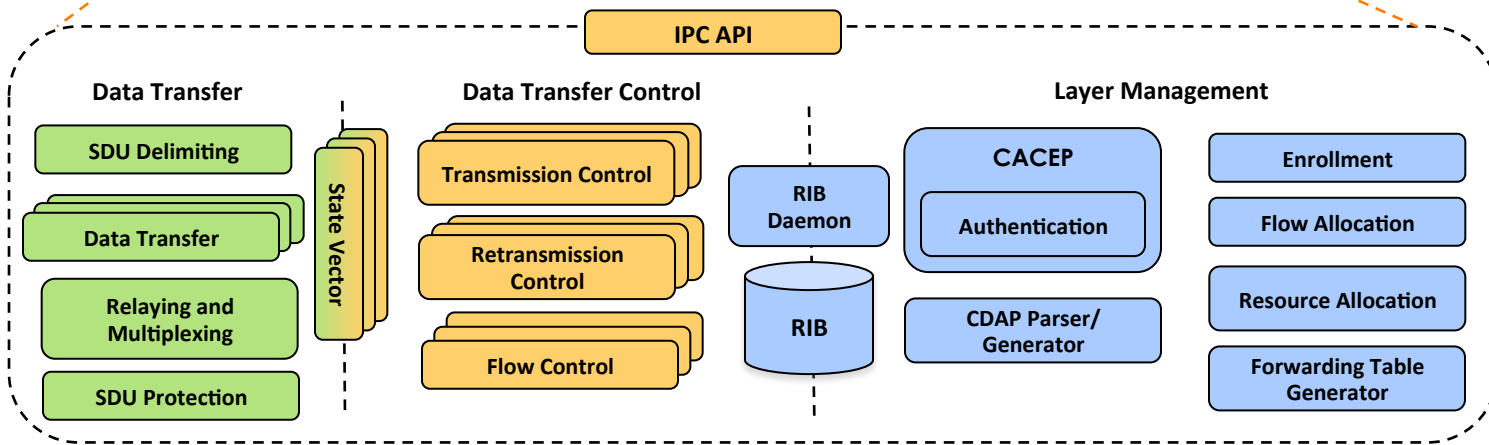 IPC API
Data Transfer
SDU Delimiting
Data Transfer
Relaying and
Multiplexing
SDU Protection
State Vector
Data Transfer Control
Transmission Control
Retransmission
Control
Flow Control
RIB
Daemon
RIB
Layer Management
CACEP
Authentication
CDAP Parser/
Generator
Enrollment
Flow Allocation
Resource Allocation
Forwarding Table
Generator